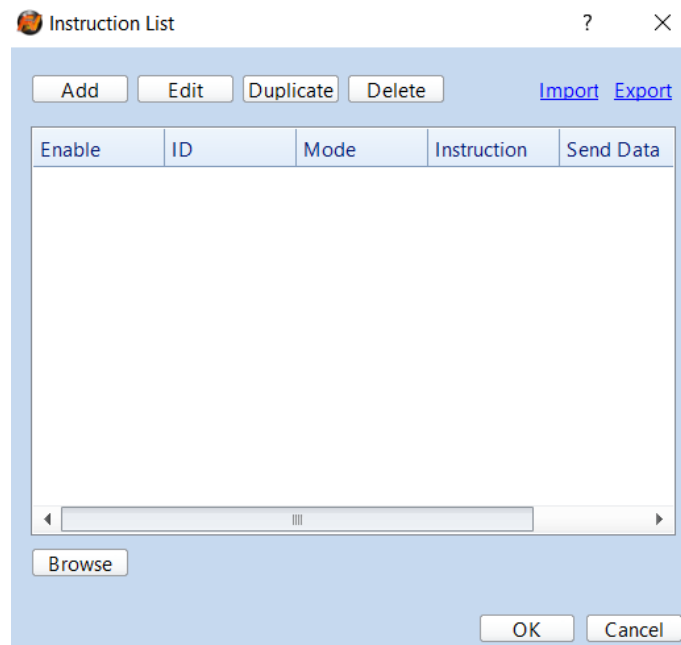 Instruction List ?
Add Edit Duplicate Delete Import Export
Enable ID Mode Instruction Send Data
Browse
OK Cancel